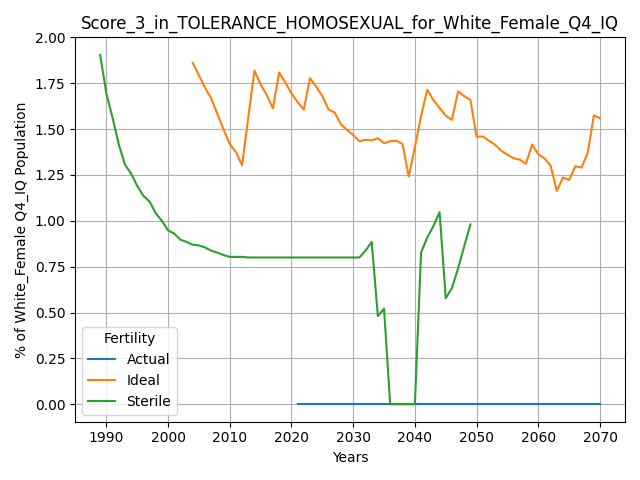 Score_3_in_TOLERANCE_HOMOSEXUAL_for_White_Female_Q4_IQ
% of White_Female Q4_IQ Population
2.00
1.75
1.50
1.25
1.00
0.75
0.50
0.25
0.00
Fertility
Actual
Ideal
Sterile
1990 2000 2010 2020 2030 2040 2050 2060 2070
Years